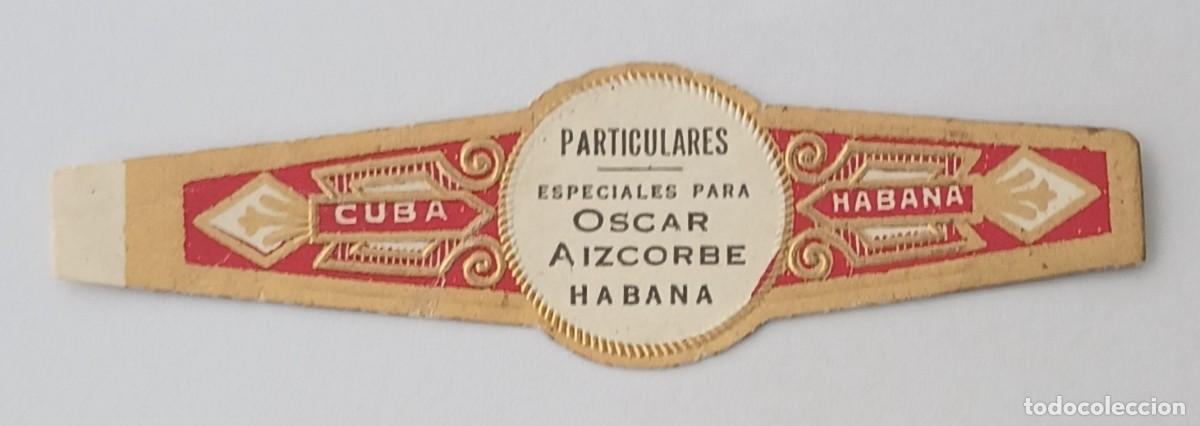 CUBA
PARTICULARES
ESPECIALES PARA
OSCAR
AIZCORBE
HABANA
HABANA
todocoleccion